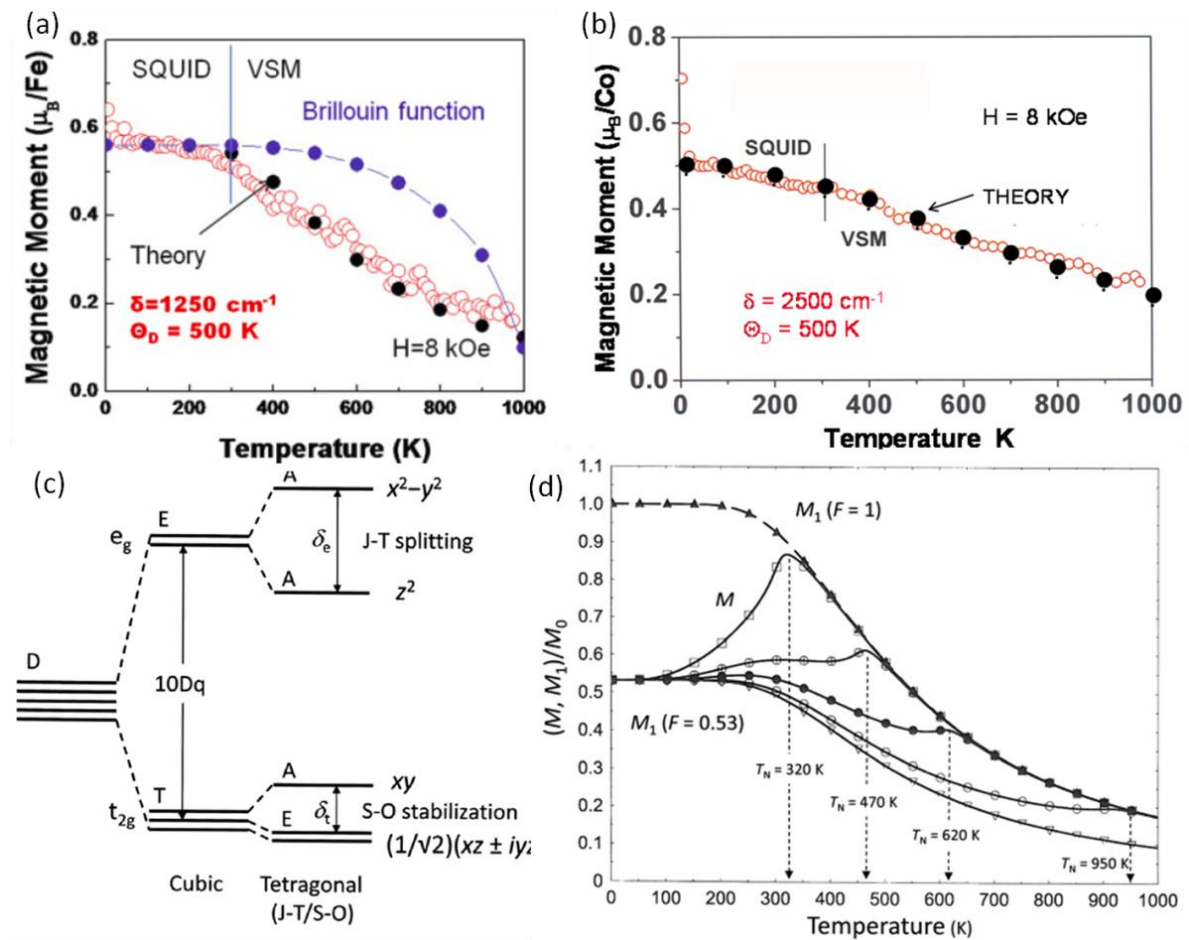 (a)
0.8
0.6
0.4
0.2
0.0
Magnetic Moment (μB/Fe)
SQUID VSM
Brillouin function
Theory
δ=1250 cm-1
ΘD = 500 K
H=8 kOe
0 200 400 600 800 1000
Temperature (K)
(b)
0.8
0.6
0.4
0.2
0.0
Magnetic Moment (μB/Co)
H = 8 kOe
SQUID
VSM
THEORY
δ = 2500 cm-1
ΘD = 500 K
0 200 400 600 800 1000
Temperature K
(c)
A x²−y²
E
eg
δe J-T splitting
A z²
D
10Dq
A xy
T
t2g
δt S-O stabilization
E
(1/√2)(xz ± iyz
Cubic Tetragonal
(J-T/S-O)
(d)
1.1
1.0
0.9
0.8
0.7
0.6
0.5
0.4
0.3
0.2
0.1
0
(M, M1)/M0
M1 (F = 1)
M
M1 (F = 0.53)
TN = 320 K
TN = 470 K
TN = 620 K
TN = 950 K
0 100 200 300 400 500 600 700 800 900 1000
Temperature (K)